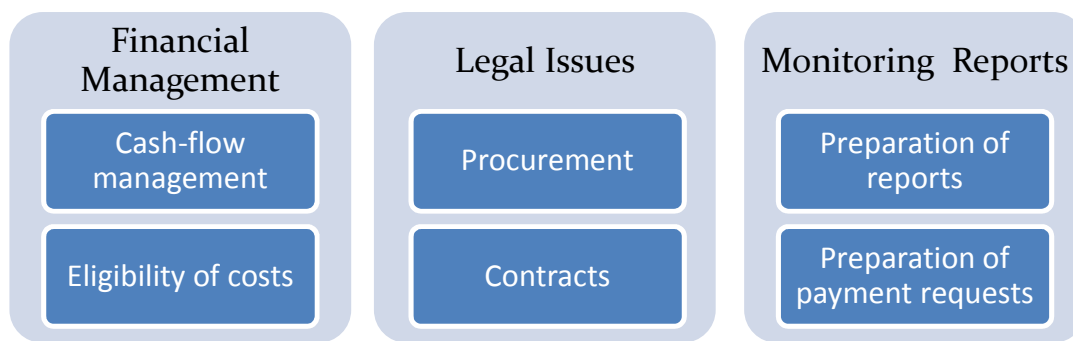 Financial
Management
Cash-flow
management
Eligibility of costs
Legal Issues
Procurement
Contracts
Monitoring Reports
Preparation of
reports
Preparation of
payment requests